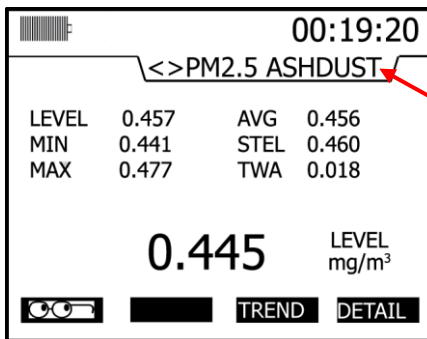 00:19:20
<>PM2.5 ASHDUST
LEVEL 0.457 AVG 0.456
MIN 0.441 STEL 0.460
MAX 0.477 TWA 0.018
0.445 LEVEL
mg/m³
TREND DETAIL